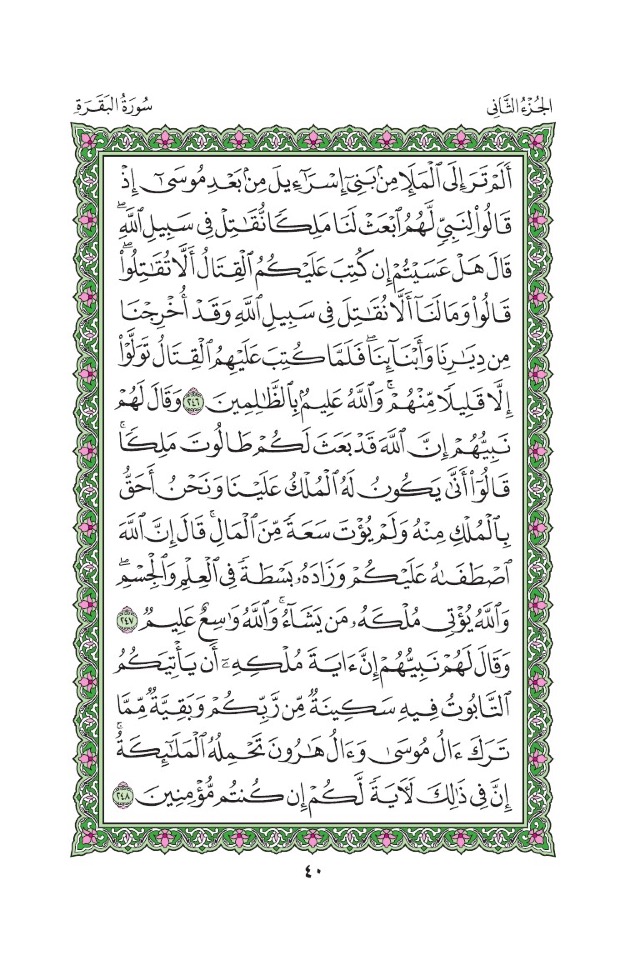 الجُزْءُ الثَّانِي
سُورَةُ البَقَرَةِ
أَلَمْ تَرَ إِلَى ٱلْمَلَإِ مِنۢ بَنِىٓ إِسْرَٰٓءِيلَ مِنۢ بَعْدِ مُوسَىٰٓ إِذْ
قَالُوا۟ لِنَبِىٍّ لَّهُمُ ٱبْعَثْ لَنَا مَلِكًا نُّقَٰتِلْ فِى سَبِيلِ ٱللَّهِ ۖ
قَالَ هَلْ عَسَيْتُمْ إِن كُتِبَ عَلَيْكُمُ ٱلْقِتَالُ أَلَّا تُقَٰتِلُوا۟ ۖ
قَالُوا۟ وَمَا لَنَآ أَلَّا نُقَٰتِلَ فِى سَبِيلِ ٱللَّهِ وَقَدْ أُخْرِجْنَا
مِن دِيَٰرِنَا وَأَبْنَآئِنَا ۖ فَلَمَّا كُتِبَ عَلَيْهِمُ ٱلْقِتَالُ تَوَلَّوْا۟
إِلَّا قَلِيلًا مِّنْهُمْ ۗ وَٱللَّهُ عَلِيمٌۢ بِٱلظَّٰلِمِينَ ٢٤٦ وَقَالَ لَهُمْ
نَبِيُّهُمْ إِنَّ ٱللَّهَ قَدْ بَعَثَ لَكُمْ طَالُوتَ مَلِكًا ۚ
قَالُوٓا۟ أَنَّىٰ يَكُونُ لَهُ ٱلْمُلْكُ عَلَيْنَا وَنَحْنُ أَحَقُّ
بِٱلْمُلْكِ مِنْهُ وَلَمْ يُؤْتَ سَعَةً مِّنَ ٱلْمَالِ ۚ قَالَ إِنَّ ٱللَّهَ
ٱصْطَفَىٰهُ عَلَيْكُمْ وَزَادَهُۥ بَسْطَةً فِى ٱلْعِلْمِ وَٱلْجِسْمِ ۖ
وَٱللَّهُ يُؤْتِى مُلْكَهُۥ مَن يَشَآءُ ۚ وَٱللَّهُ وَٰسِعٌ عَلِيمٌ ٢٤٧
وَقَالَ لَهُمْ نَبِيُّهُمْ إِنَّ ءَايَةَ مُلْكِهِۦٓ أَن يَأْتِيَكُمُ
ٱلتَّابُوتُ فِيهِ سَكِينَةٌ مِّن رَّبِّكُمْ وَبَقِيَّةٌ مِّمَّا
تَرَكَ ءَالُ مُوسَىٰ وَءَالُ هَٰرُونَ تَحْمِلُهُ ٱلْمَلَٰٓئِكَةُ ۚ
إِنَّ فِى ذَٰلِكَ لَءَايَةً لَّكُمْ إِن كُنتُم مُّؤْمِنِينَ ٢٤٨
٤٠